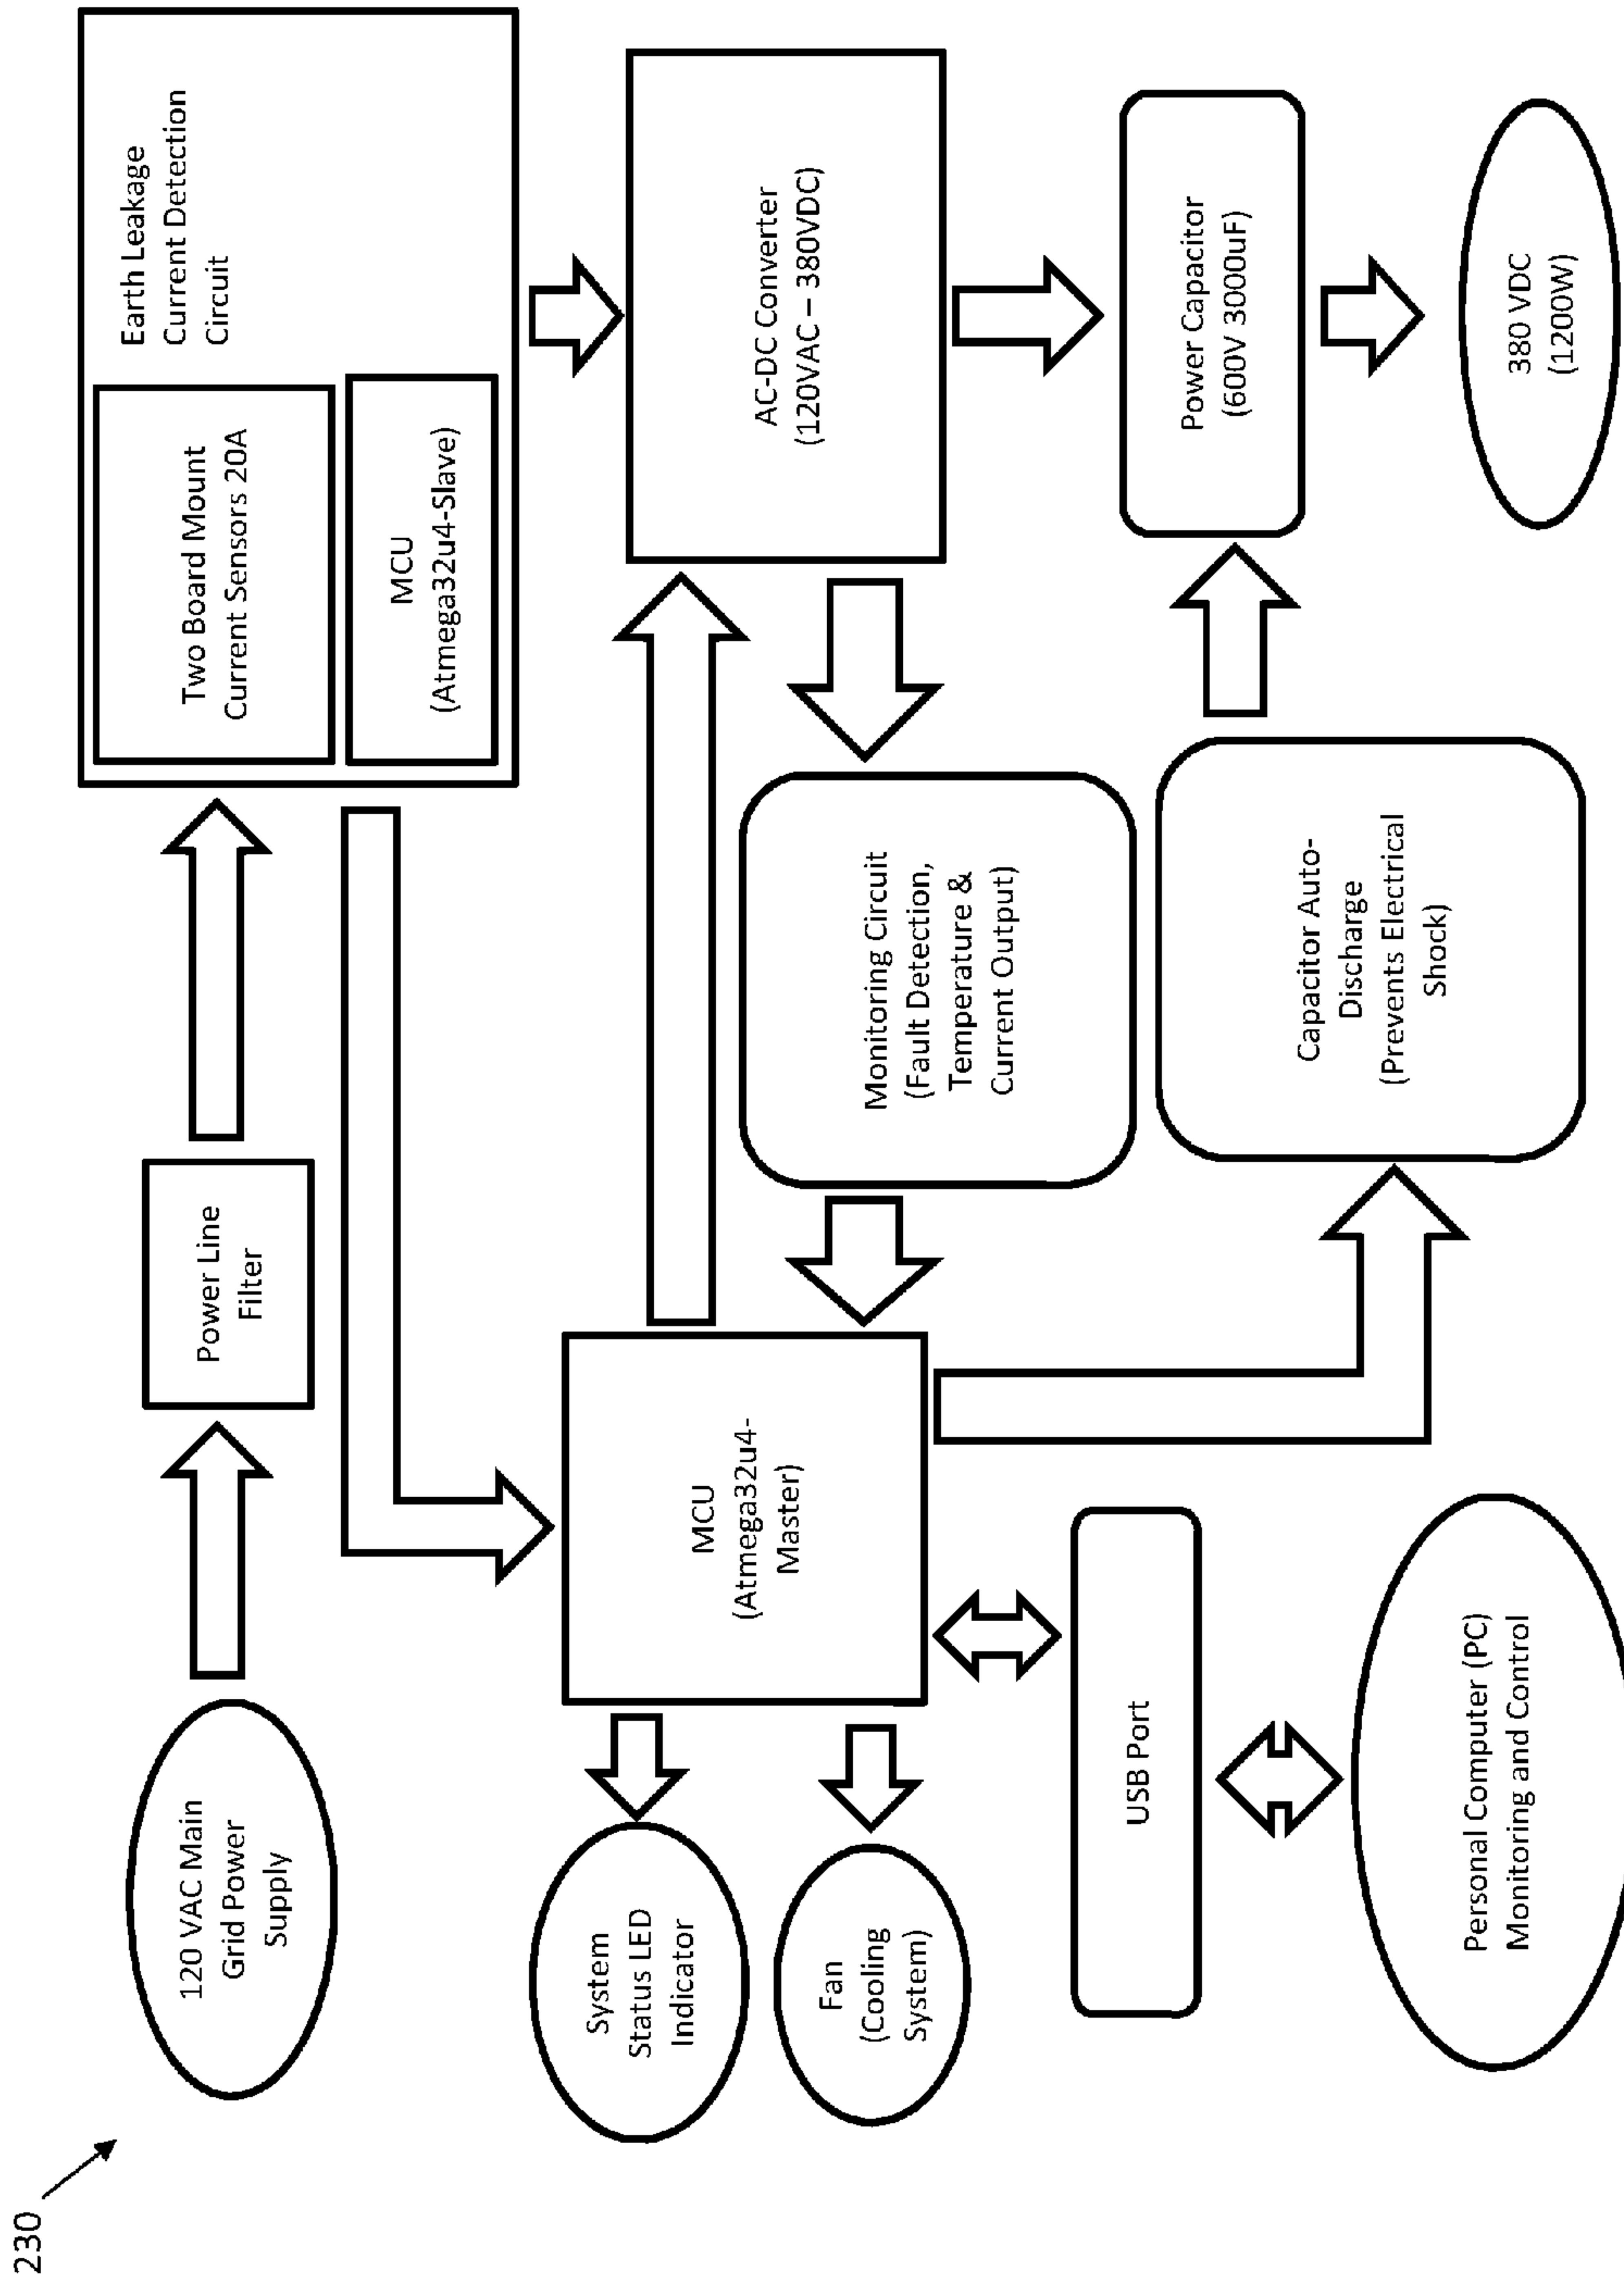 230
120 VAC Main
Grid Power
Supply
Power Line
Filter
Two Board Mount
Current Sensors 20A
MCU
(Atmega32u4-Slave)
Earth Leakage
Current Detection
Circuit
System
Status LED
Indicator
Fan
(Cooling
System)
MCU
(Atmega32u4-
Master)
Monitoring Circuit
(Fault Detection,
Temperature &
Current Output)
AC-DC Converter
(120VAC – 380VDC)
USB Port
Capacitor Auto-
Discharge
(Prevents Electrical
Shock)
Power Capacitor
(600V 3000uF)
Personal Computer (PC)
Monitoring and Control
380 VDC
(1200W)